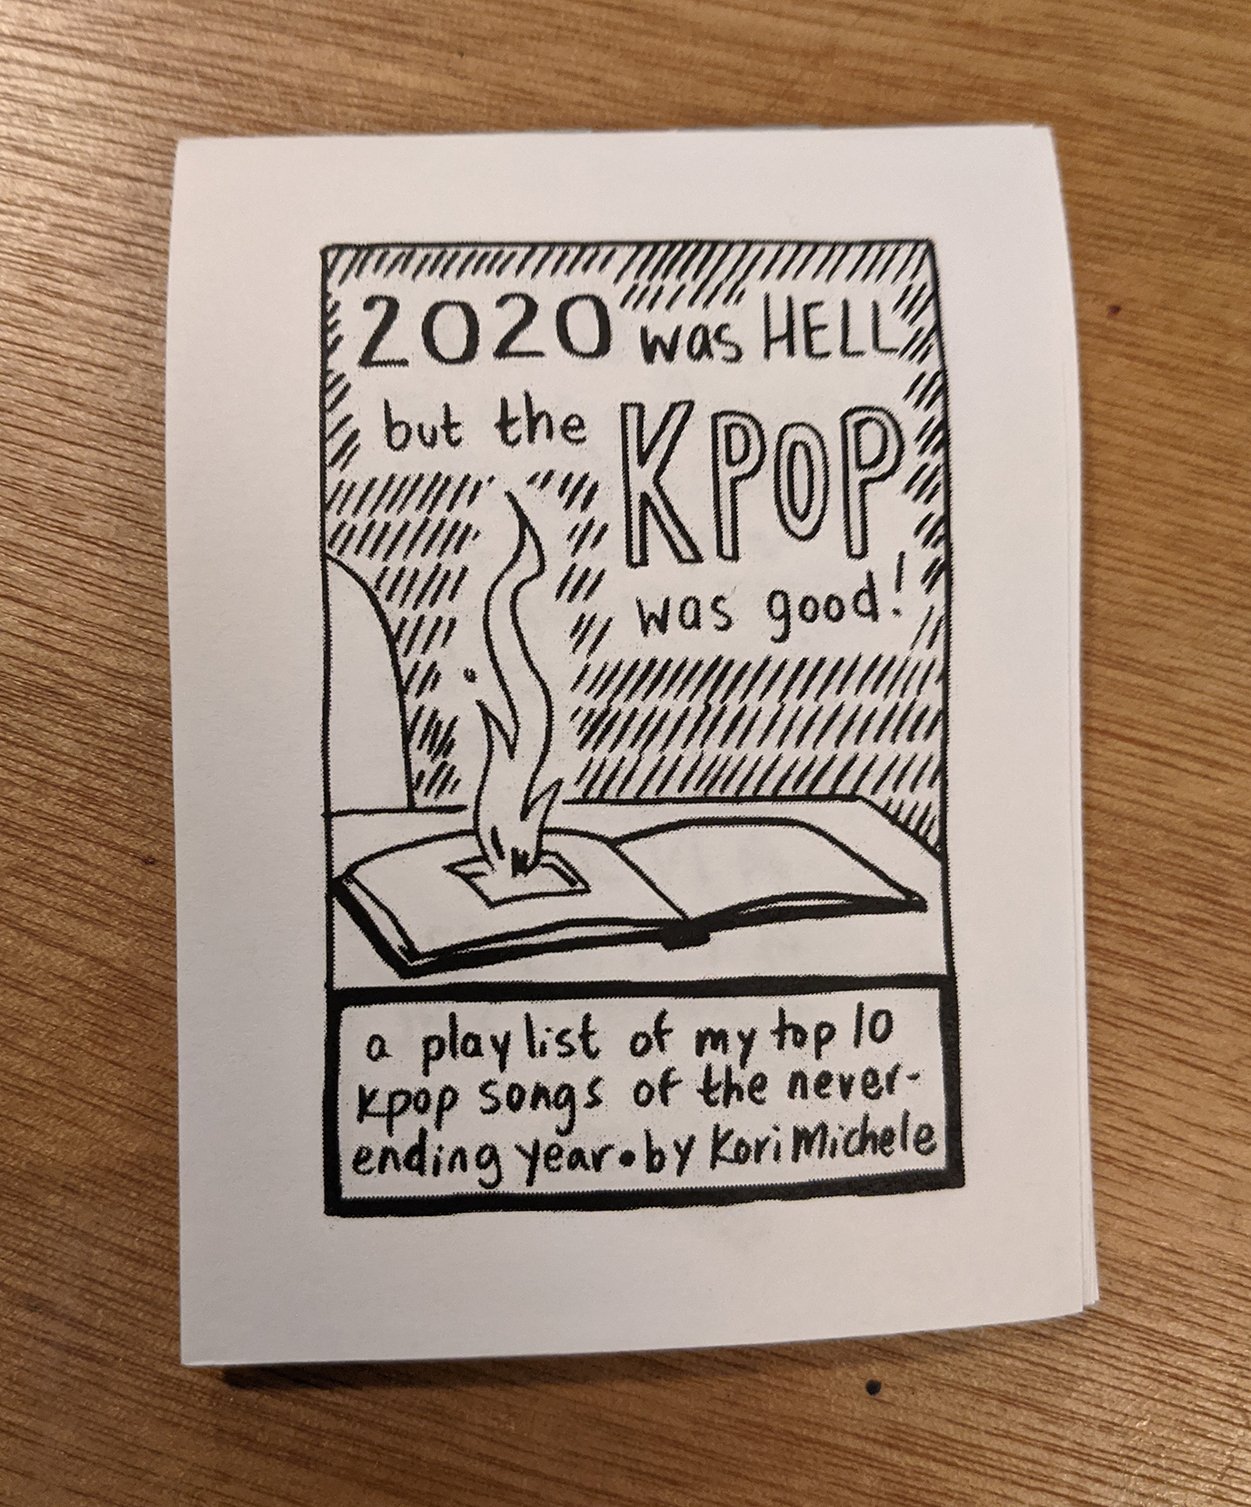 2020 was HELL
but the KPOP
was good!
a playlist of my top 10
kpop songs of the never-
ending year • by Kori Michele